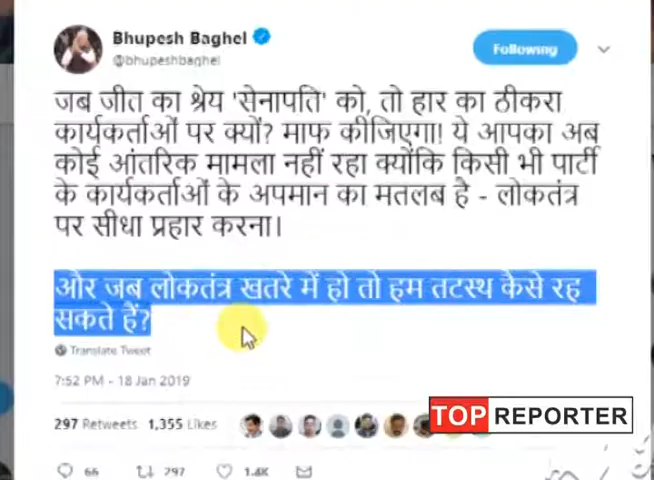 Bhupesh Baghel
Following
@bhupeshbaghel
जब जीत का श्रेय 'सेनापति' को, तो हार का ठीकरा
कार्यकर्ताओं पर क्यों? माफ कीजिएगा! ये आपका अब
कोई आंतरिक मामला नहीं रहा क्योंकि किसी भी पार्टी
के कार्यकर्ताओं के अपमान का मतलब है - लोकतंत्र
पर सीधा प्रहार करना।
और जब लोकतंत्र खतरे में हो तो हम तटस्थ कैसे रह
सकते हैं?
Translate Tweet
7:52 PM - 18 Jan 2019
297 Retweets 1,355 Likes
TOP REPORTER
66 297 1.4K